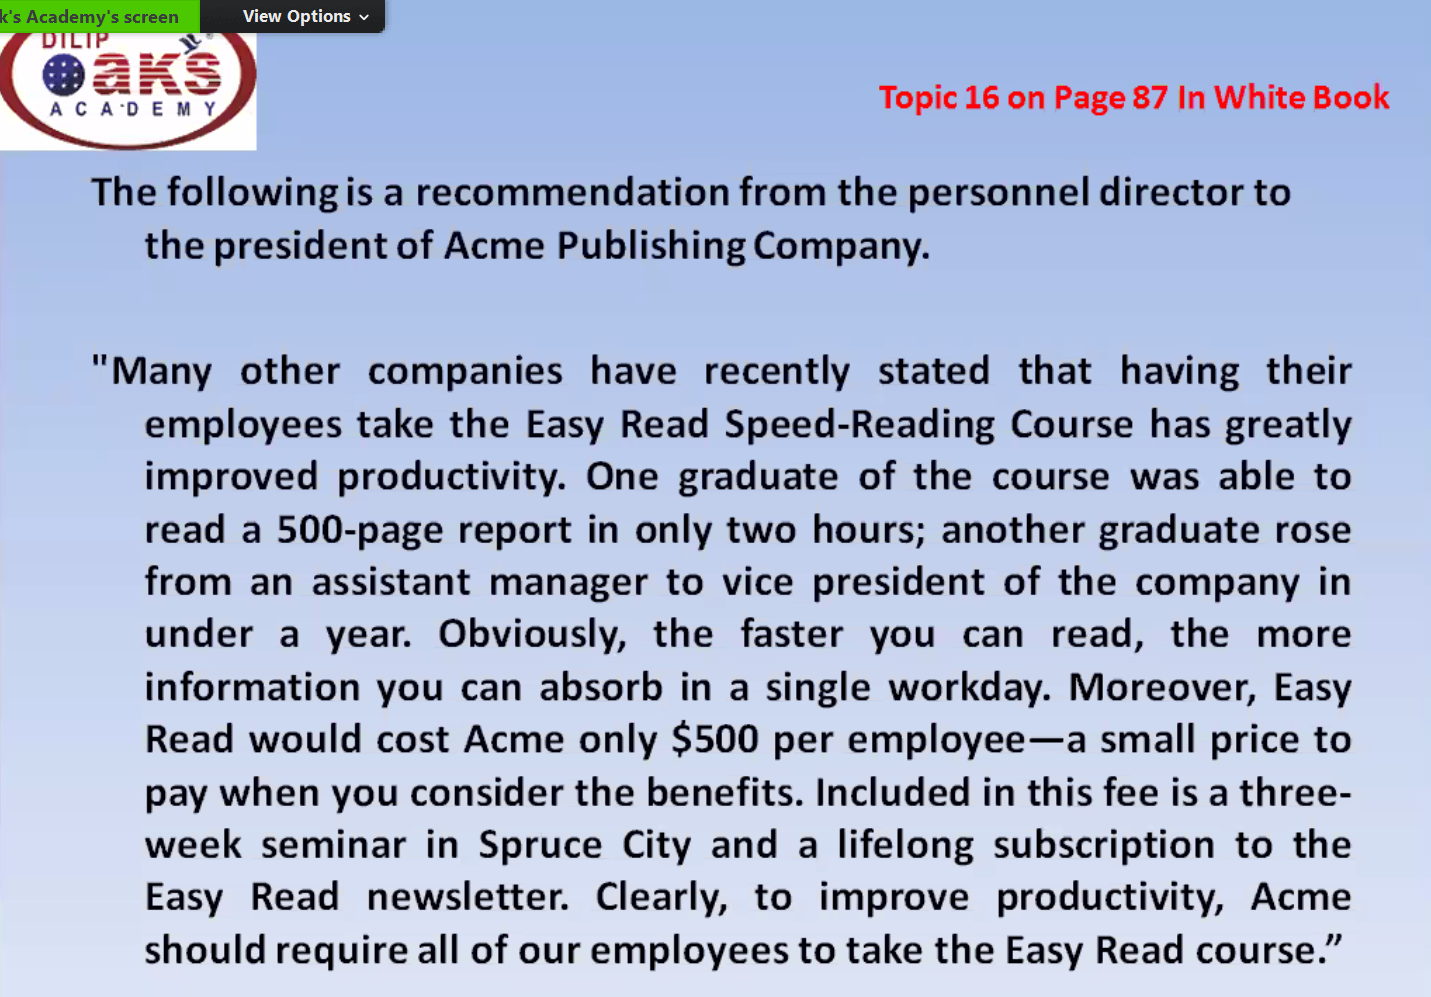 k's Academy's screen View Options
DILIP
aks
ACADEMY
Topic 16 on Page 87 In White Book
The following is a recommendation from the personnel director to
the president of Acme Publishing Company.
"Many other companies have recently stated that having their
employees take the Easy Read Speed-Reading Course has greatly
improved productivity. One graduate of the course was able to
read a 500-page report in only two hours; another graduate rose
from an assistant manager to vice president of the company in
under a year. Obviously, the faster you can read, the more
information you can absorb in a single workday. Moreover, Easy
Read would cost Acme only $500 per employee—a small price to
pay when you consider the benefits. Included in this fee is a three-
week seminar in Spruce City and a lifelong subscription to the
Easy Read newsletter. Clearly, to improve productivity, Acme
should require all of our employees to take the Easy Read course.”